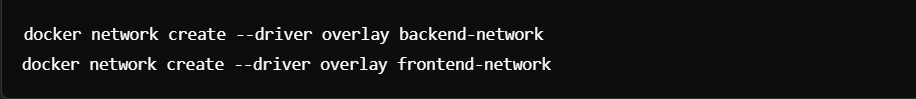 docker network create --driver overlay backend-network
docker network create --driver overlay frontend-network